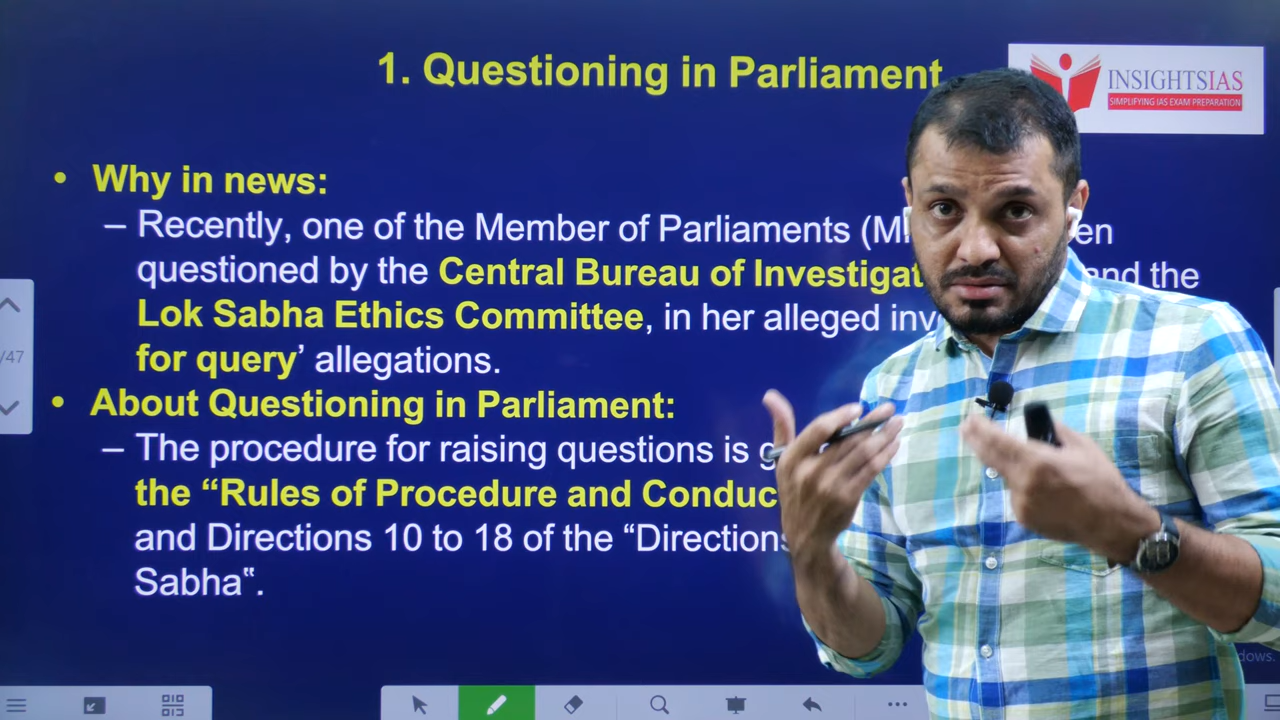 1. Questioning in Parliament
INSIGHTSIAS
SIMPLIFYING IAS EXAM PREPARATION
• Why in news:
– Recently, one of the Member of Parliaments
questioned by the Central Bureau of and the
Lok Sabha Ethics Committee, in her alleged
for query’ allegations.
• About Questioning in Parliament:
– The procedure for raising questions is
the “Rules of Procedure and
and Directions 10 to 18 of the “Directions
Sabha‟.
/47